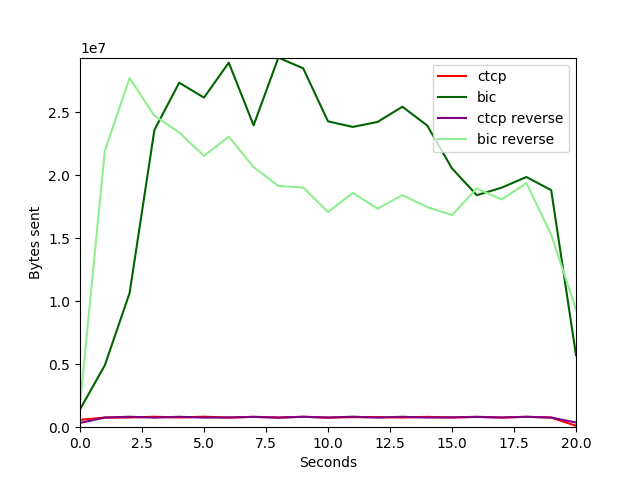 1e7
ctcp
bic
ctcp reverse
bic reverse
2.5
2.0
1.5
1.0
0.5
0.0
Bytes sent
0.0 2.5 5.0 7.5 10.0 12.5 15.0 17.5 20.0
Seconds